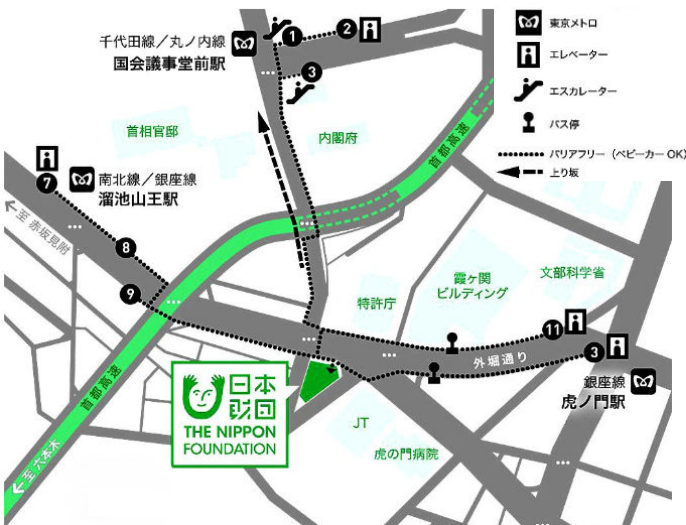 千代田線／丸ノ内線
国会議事堂前駅
1
2
3
東京メトロ
エレベーター
エスカレーター
バス停
バリアフリー（ベビーカーOK）
上り坂
首相官邸
内閣府
首都高速
7
南北線／銀座線
溜池山王駅
←至 赤坂見附
8
9
特許庁
霞ヶ関
ビルディング
文部科学省
11
3
外堀通り
銀座線
虎ノ門駅
首都高速
←至 六本木
日本
財団
THE NIPPON
FOUNDATION
JT
虎の門病院